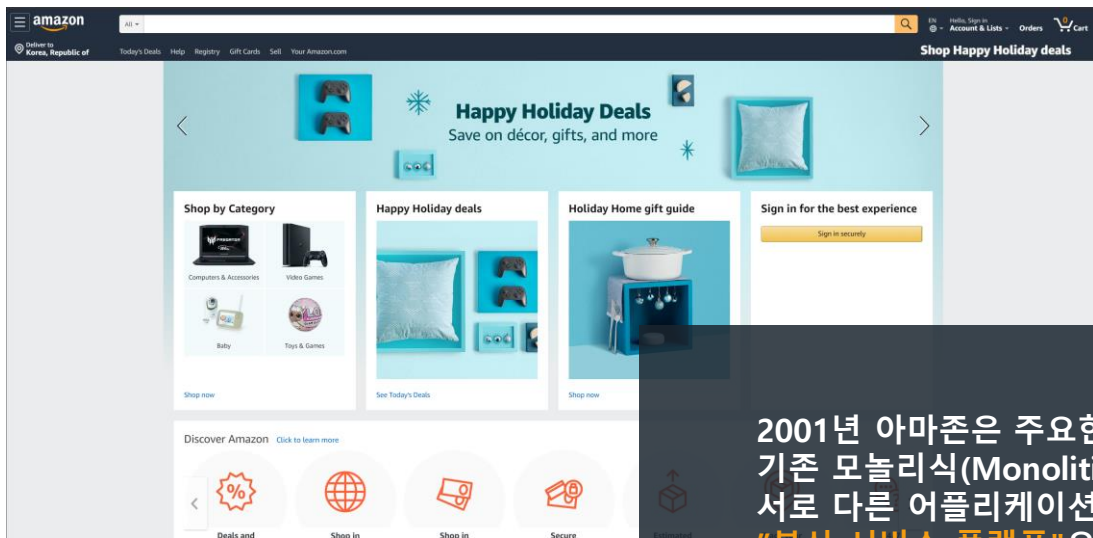 amazon
All
EN
Hello, Sign in
Account & Lists
Orders
0
Cart
Deliver to
Korea, Republic of
Today's Deals Help Registry Gift Cards Sell Your Amazon.com
Shop Happy Holiday deals
Happy Holiday Deals
Save on décor, gifts, and more
Shop by Category
PREDATOR
Computers & Accessories
Video Games
Baby
Toys & Games
Shop now
Happy Holiday deals
See Today's Deals
Holiday Home gift guide
Shop now
Sign in for the best experience
Sign in securely
Discover Amazon Click to learn more
Deals and
Shop in
Shop in
Secure
Estimated
2001년 아마존은 주요한
기존 모놀리식(Monoliti
서로 다른 어플리케이션